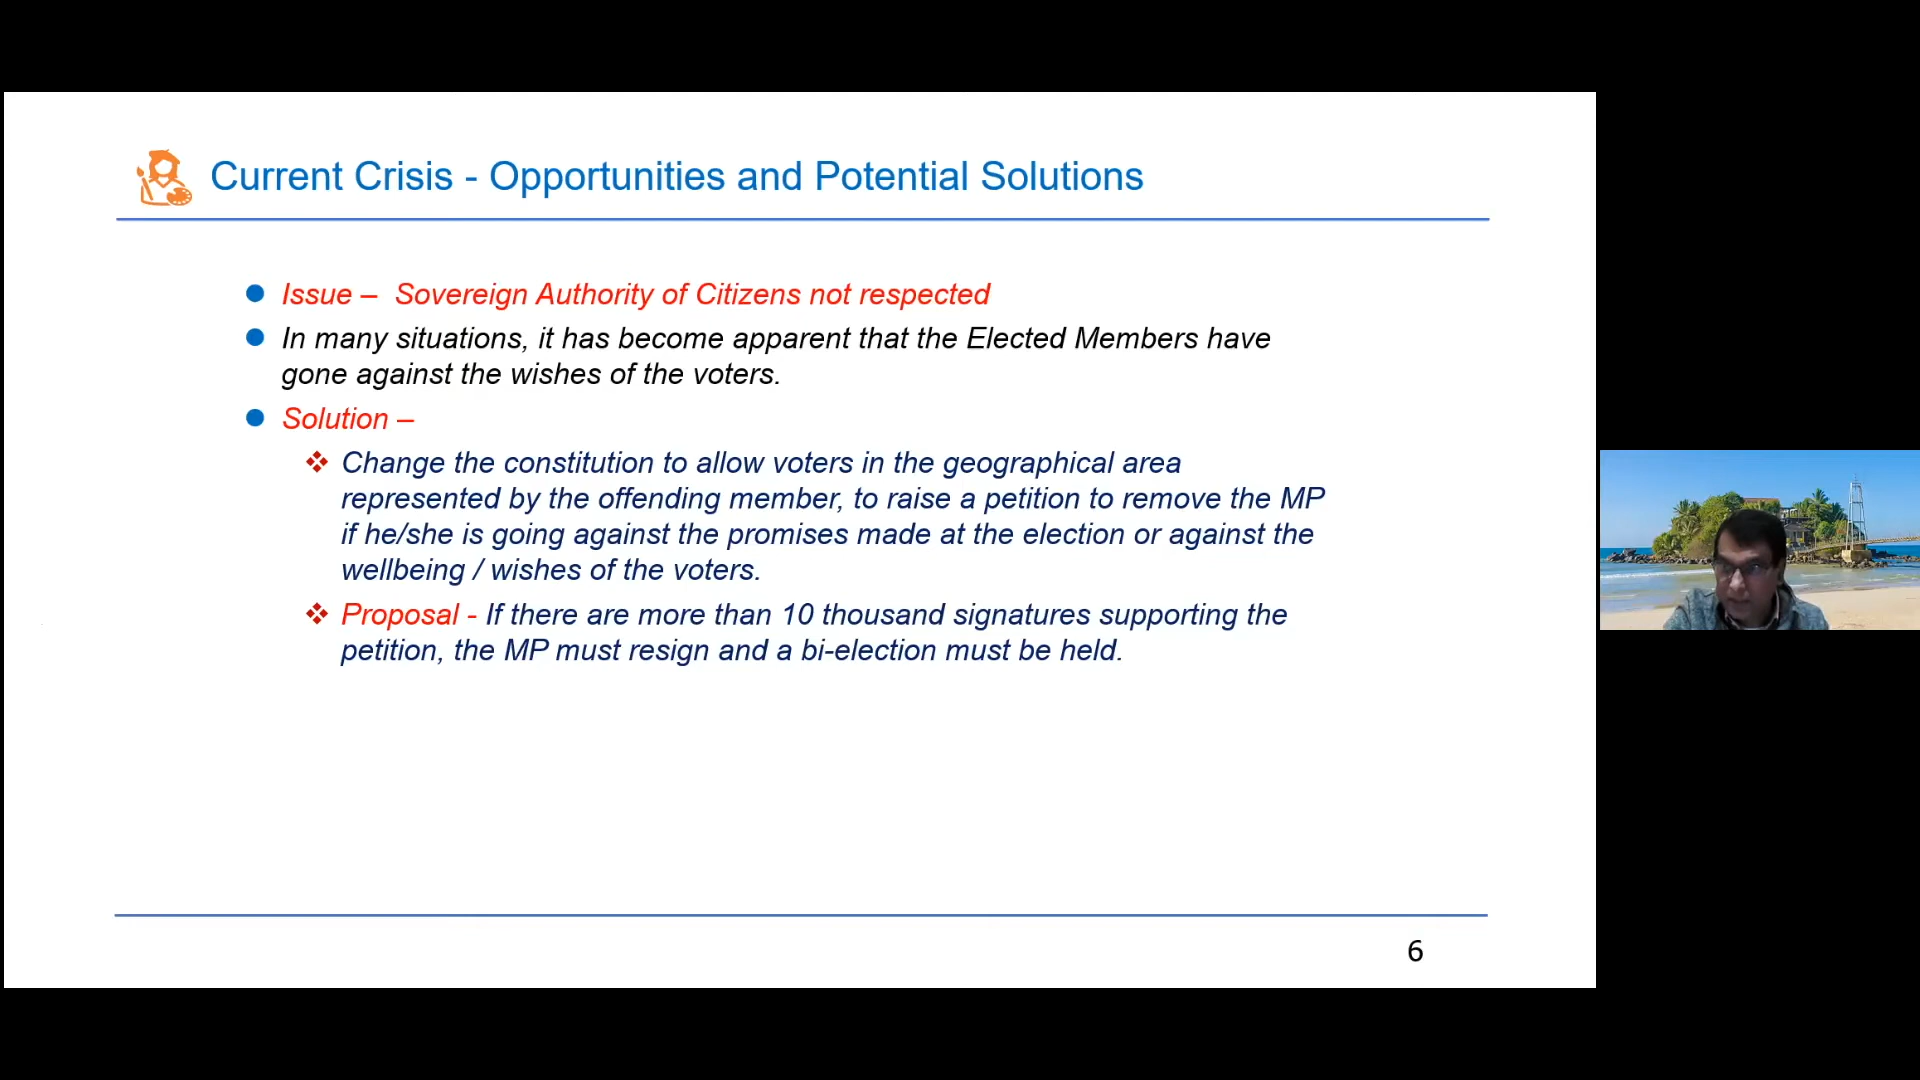 Current Crisis - Opportunities and Potential Solutions
Issue – Sovereign Authority of Citizens not respected
In many situations, it has become apparent that the Elected Members have
gone against the wishes of the voters.
Solution –
Change the constitution to allow voters in the geographical area
represented by the offending member, to raise a petition to remove the MP
if he/she is going against the promises made at the election or against the
wellbeing / wishes of the voters.
Proposal - If there are more than 10 thousand signatures supporting the
petition, the MP must resign and a bi-election must be held.
6